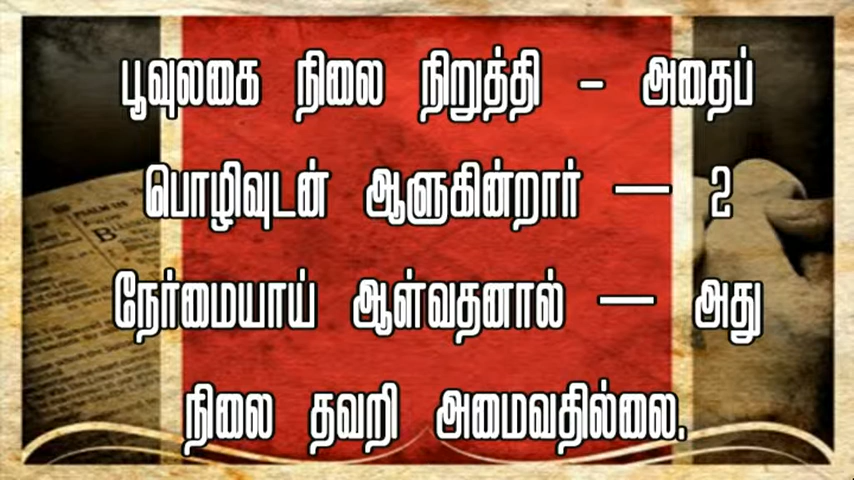 பூவுலகை நிலை நிறுத்தி - அதைப்
பொழிவுடன் ஆளுகின்றார் — 2
நேர்மையாய் ஆள்வதனால் — அது
நிலை தவறி அமைவதில்லை.